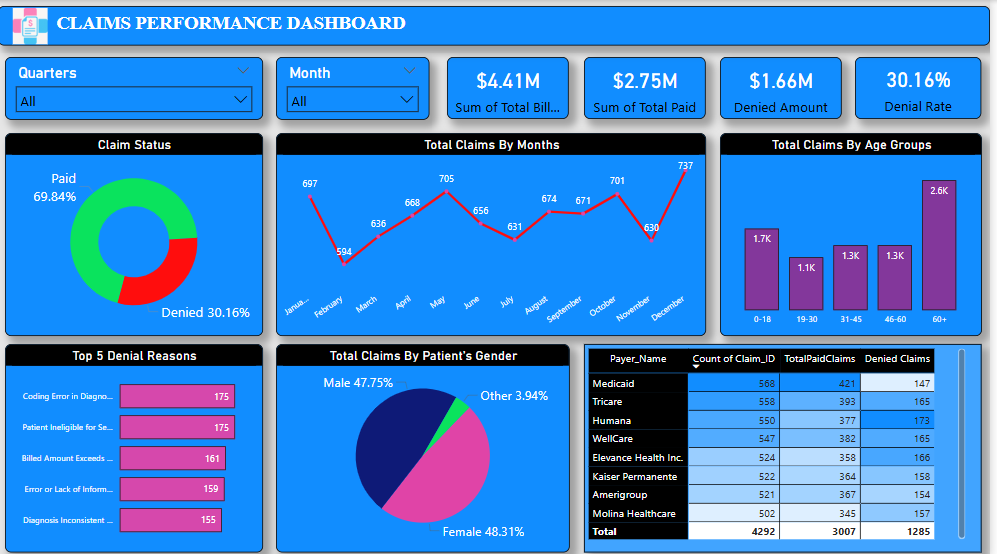 CLAIMS PERFORMANCE DASHBOARD
Quarters
All
Month
All
$4.41M
Sum of Total Bill...
$2.75M
Sum of Total Paid
$1.66M
Denied Amount
30.16%
Denial Rate
Claim Status
Paid
69.84%
Denied 30.16%
Total Claims By Months
697
594
636
668
705
656
631
674
671
701
630
737
Janua...
February
March
April
May
June
July
August
September
October
November
December
Total Claims By Age Groups
1.7K
1.1K
1.3K
1.3K
2.6K
0-18
19-30
31-45
46-60
60+
Top 5 Denial Reasons
Coding Error in Diagno... 175
Patient Ineligible for Se... 175
Billed Amount Exceeds ... 161
Error or Lack of Inform... 159
Diagnosis Inconsistent ... 155
Total Claims By Patient's Gender
Male 47.75%
Other 3.94%
Female 48.31%
Payer_Name Count of Claim_ID TotalPaidClaims Denied Claims
Medicaid 568 421 147
Tricare 558 393 165
Humana 550 377 173
WellCare 547 382 165
Elevance Health Inc. 524 358 166
Kaiser Permanente 522 364 158
Amerigroup 521 367 154
Molina Healthcare 502 345 157
Total 4292 3007 1285